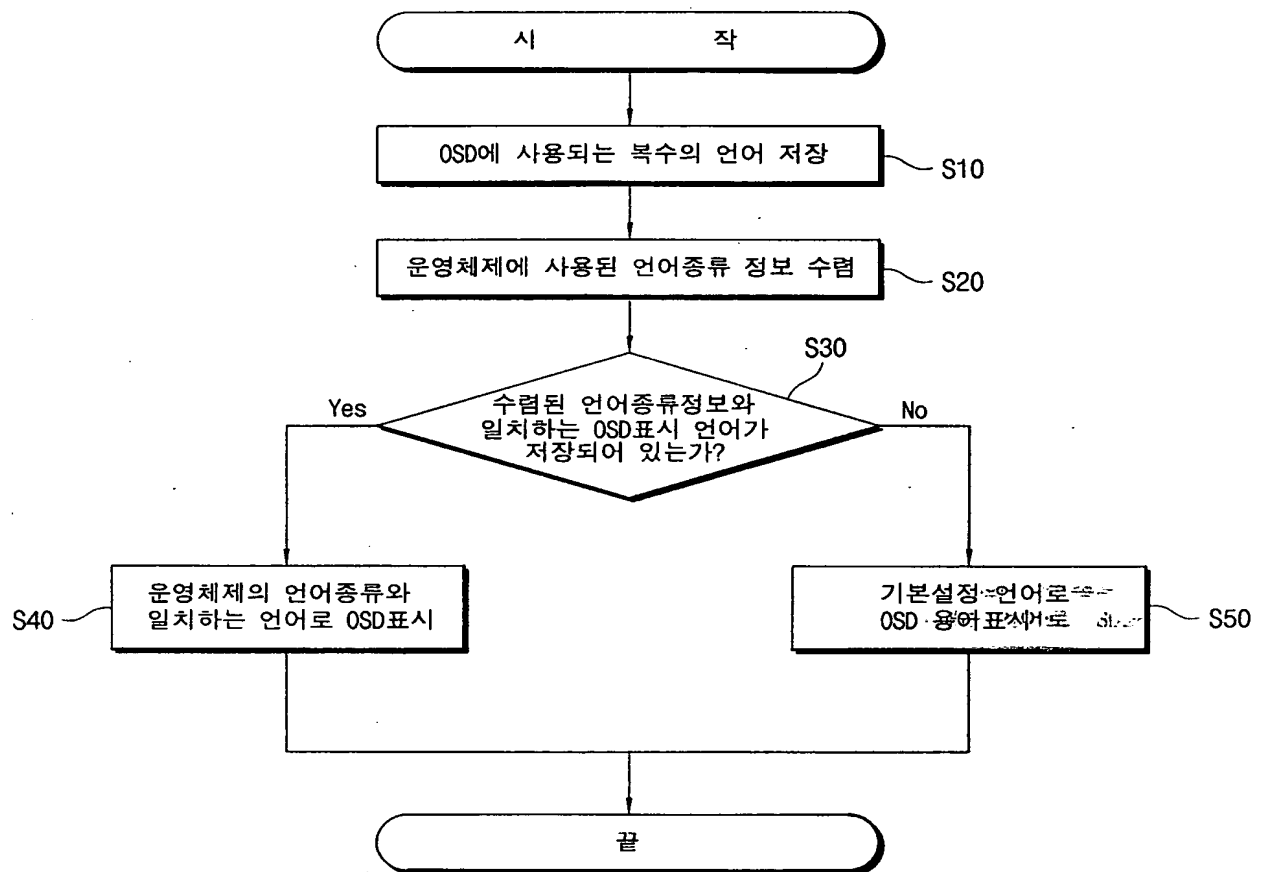 시 작
OSD에 사용되는 복수의 언어 저장
S10
운영체제에 사용된 언어종류 정보 수렴
S20
S30
수렴된 언어종류정보와
일치하는 OSD표시 언어가
저장되어 있는가?
Yes
No
운영체제의 언어종류와
일치하는 언어로 OSD표시
S40
기본설정 언어로
OSD
S50
끝